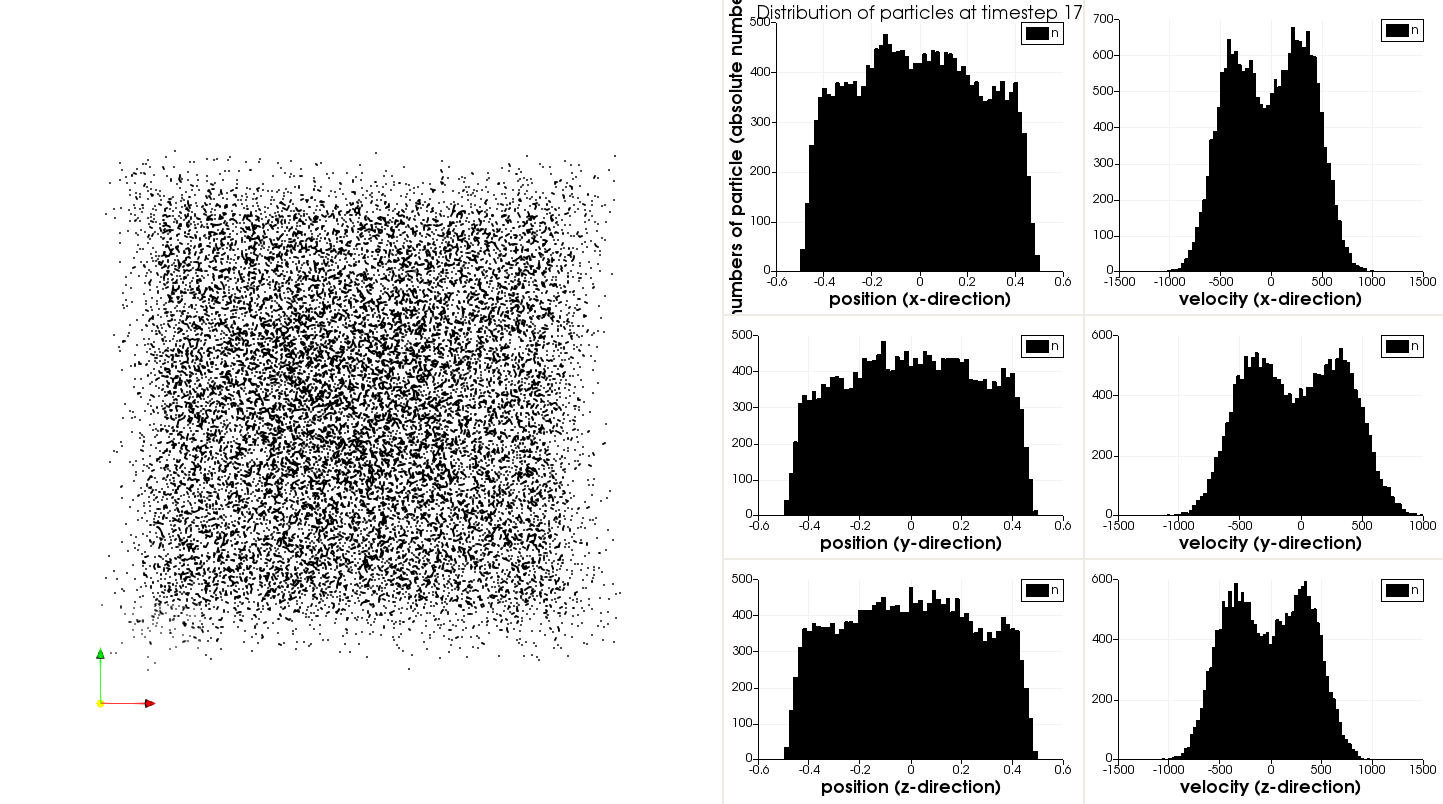 Distribution of particles at timestep 17
numbers of particle (absolute numbe
500
400
300
200
100
0
-0.6 -0.4 -0.2 0 0.2 0.4 0.6
position (x-direction)
n
700
600
500
400
300
200
100
0
-1500 -1000 -500 0 500 1000 1500
velocity (x-direction)
n
500
400
300
200
100
0
-0.6 -0.4 -0.2 0 0.2 0.4 0.6
position (y-direction)
n
600
400
200
0
-1500 -1000 -500 0 500 1000
velocity (y-direction)
n
500
400
300
200
100
0
-0.6 -0.4 -0.2 0 0.2 0.4 0.6
position (z-direction)
n
600
400
200
0
-1500 -1000 -500 0 500 1000 1500
velocity (z-direction)
n